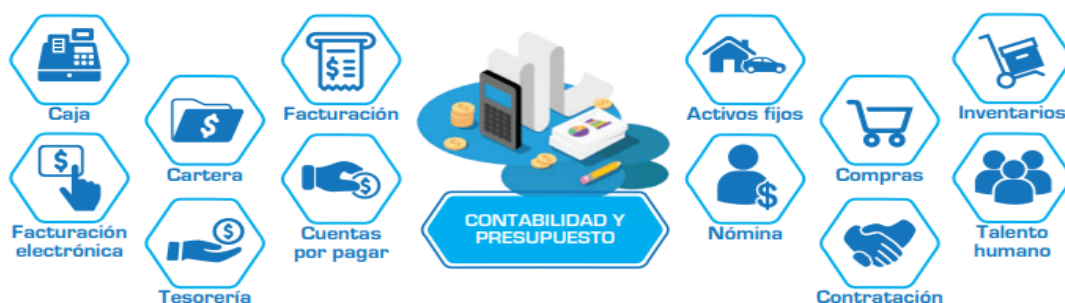 Caja
Facturación
Activos fijos
Inventarios
Cartera
Compras
CONTABILIDAD Y
PRESUPUESTO
Facturación
electrónica
Cuentas
por pagar
Nómina
Talento
humano
Tesorería
Contratación